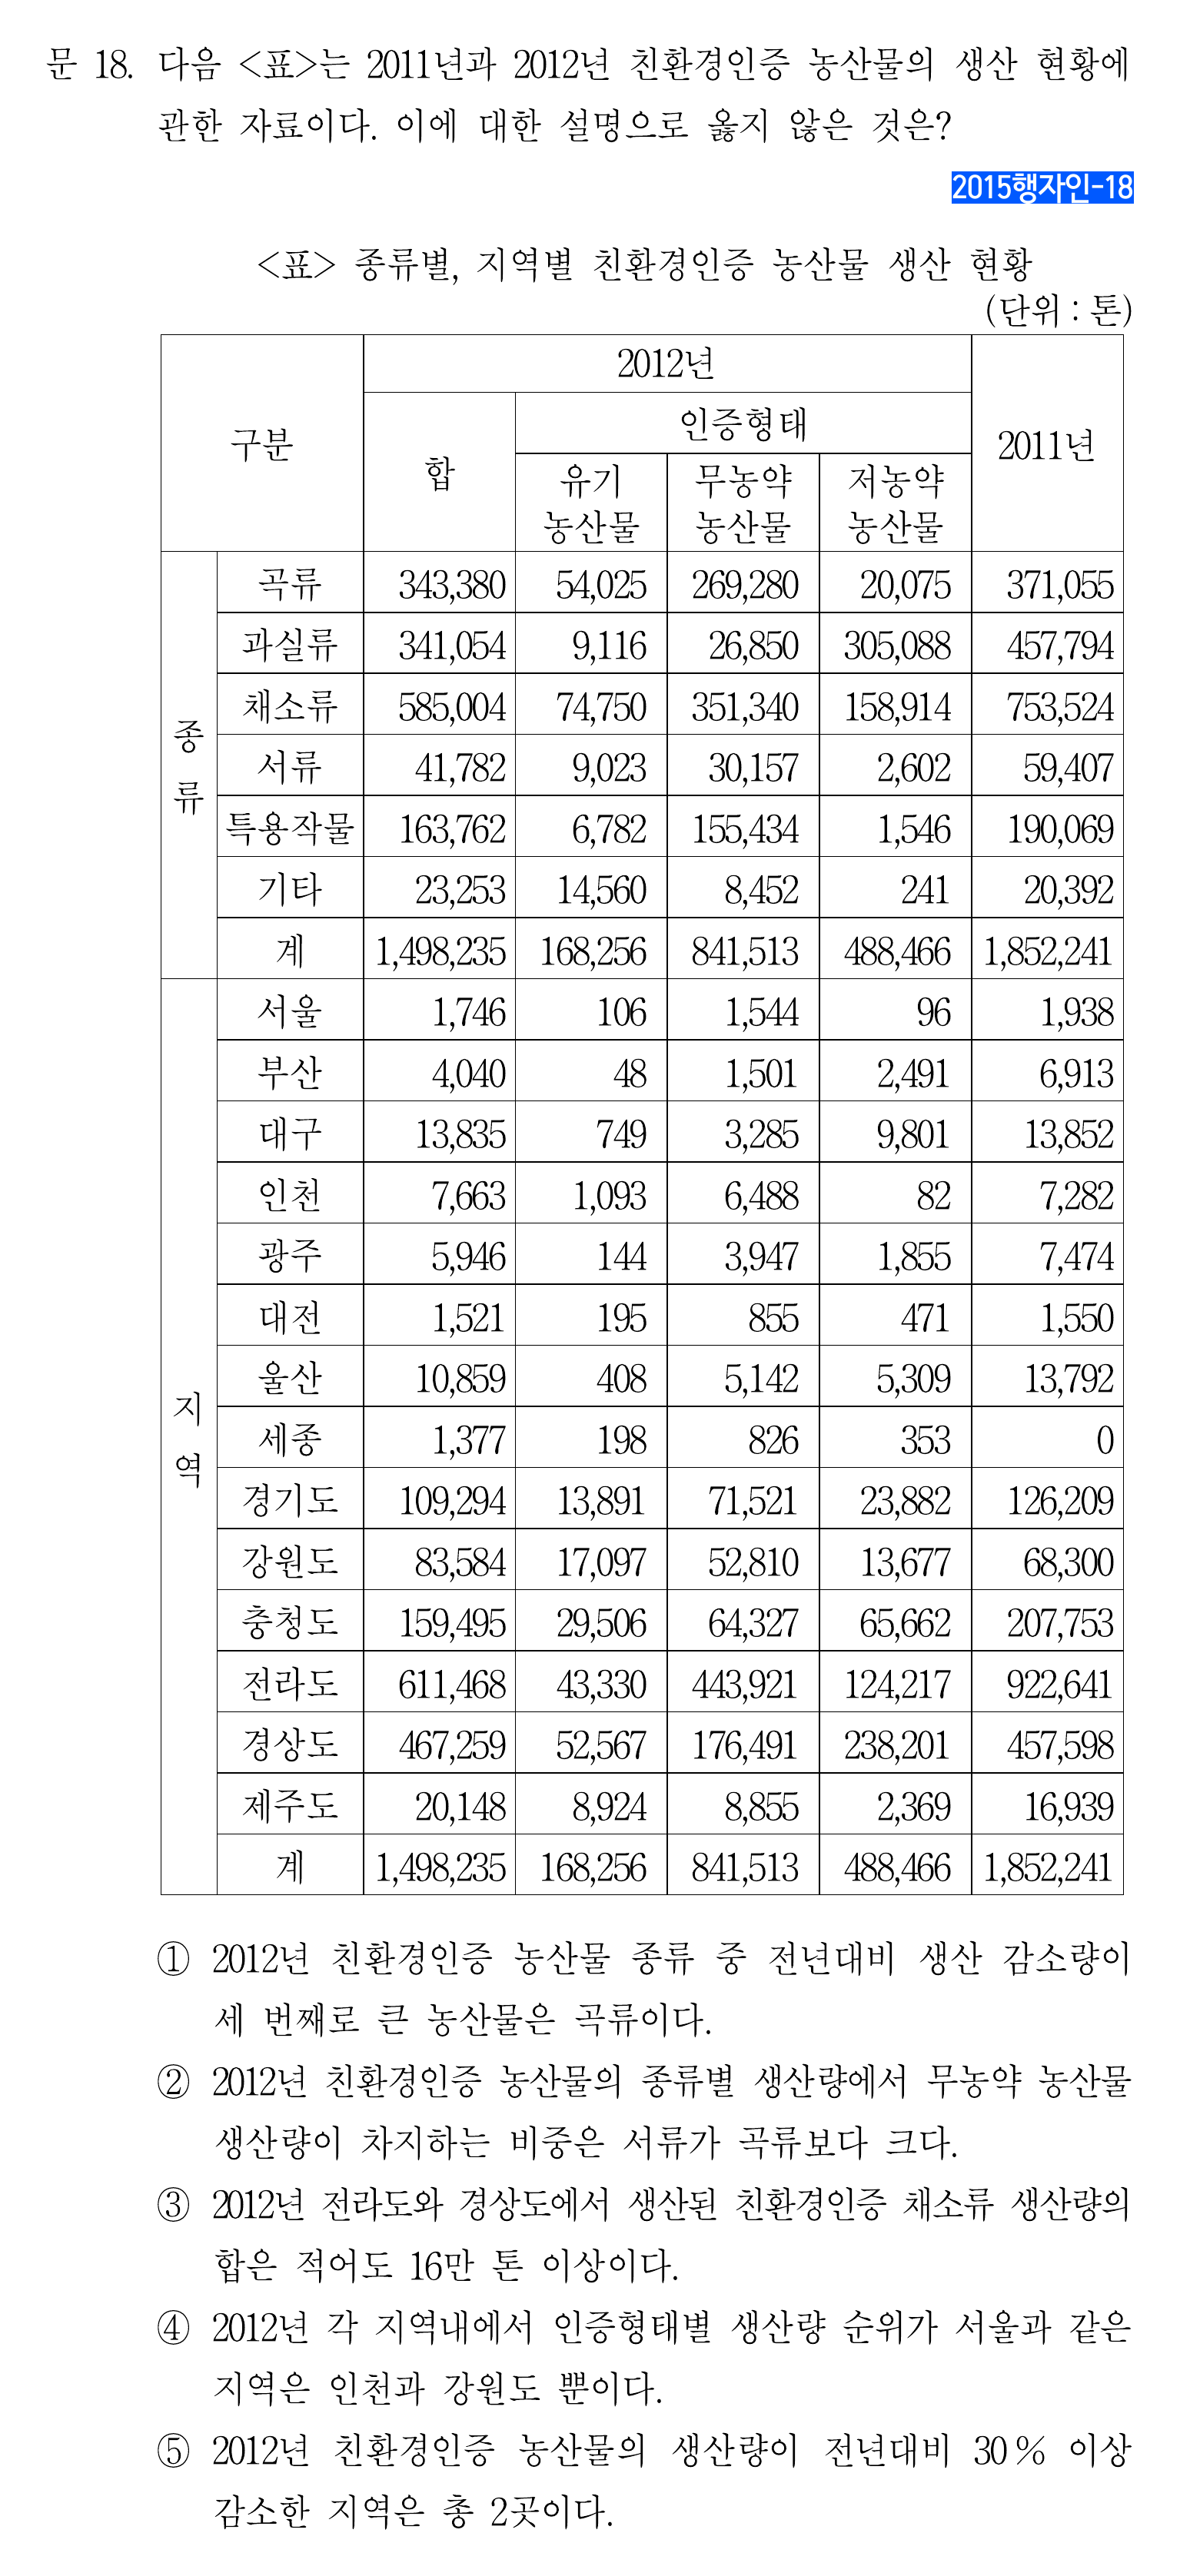 문 18. 다음 <표>는 2011년과 2012년 친환경인증 농산물의 생산 현황에
관한 자료이다. 이에 대한 설명으로 옳지 않은 것은?
2015행자인-18
<표> 종류별, 지역별 친환경인증 농산물 생산 현황
(단위 : 톤)
구분 2012년 2011년
합 인증형태
유기 농산물 무농약 농산물 저농약 농산물
종류
곡류 343,380 54,025 269,280 20,075 371,055
과실류 341,054 9,116 26,850 305,088 457,794
채소류 585,004 74,750 351,340 158,914 753,524
서류 41,782 9,023 30,157 2,602 59,407
특용작물 163,762 6,782 155,434 1,546 190,069
기타 23,253 14,560 8,452 241 20,392
계 1,498,235 168,256 841,513 488,466 1,852,241
지역
서울 1,746 106 1,544 96 1,938
부산 4,040 48 1,501 2,491 6,913
대구 13,835 749 3,285 9,801 13,852
인천 7,663 1,093 6,488 82 7,282
광주 5,946 144 3,947 1,855 7,474
대전 1,521 195 855 471 1,550
울산 10,859 408 5,142 5,309 13,792
세종 1,377 198 826 353 0
경기도 109,294 13,891 71,521 23,882 126,209
강원도 83,584 17,097 52,810 13,677 68,300
충청도 159,495 29,506 64,327 65,662 207,753
전라도 611,468 43,330 443,921 124,217 922,641
경상도 467,259 52,567 176,491 238,201 457,598
제주도 20,148 8,924 8,855 2,369 16,939
계 1,498,235 168,256 841,513 488,466 1,852,241
① 2012년 친환경인증 농산물 종류 중 전년대비 생산 감소량이
세 번째로 큰 농산물은 곡류이다.
② 2012년 친환경인증 농산물의 종류별 생산량에서 무농약 농산물
생산량이 차지하는 비중은 서류가 곡류보다 크다.
③ 2012년 전라도와 경상도에서 생산된 친환경인증 채소류 생산량의
합은 적어도 16만 톤 이상이다.
④ 2012년 각 지역내에서 인증형태별 생산량 순위가 서울과 같은
지역은 인천과 강원도 뿐이다.
⑤ 2012년 친환경인증 농산물의 생산량이 전년대비 30 % 이상
감소한 지역은 총 2곳이다.